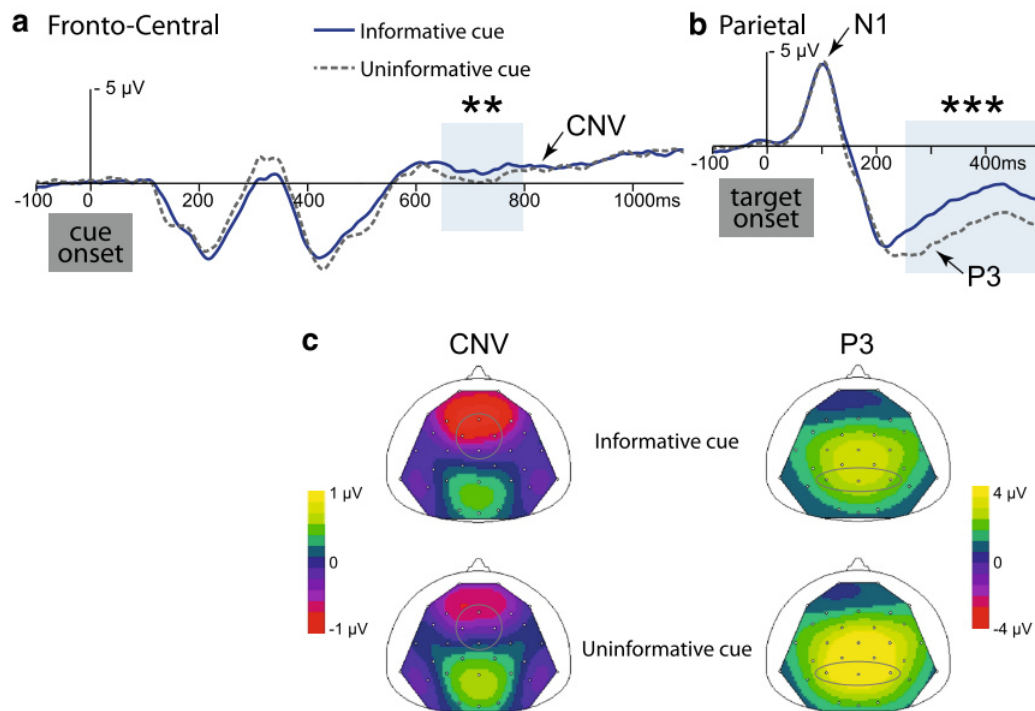 a Fronto-Central
Informative cue
Uninformative cue
- 5 µV
**
CNV
-100 0 200 400 600 800 1000ms
cue
onset
b Parietal
N1
- 5 µV
***
-100 0 200 400ms
target
onset
P3
c
CNV
P3
Informative cue
1 µV
0
-1 µV
4 µV
0
-4 µV
Uninformative cue